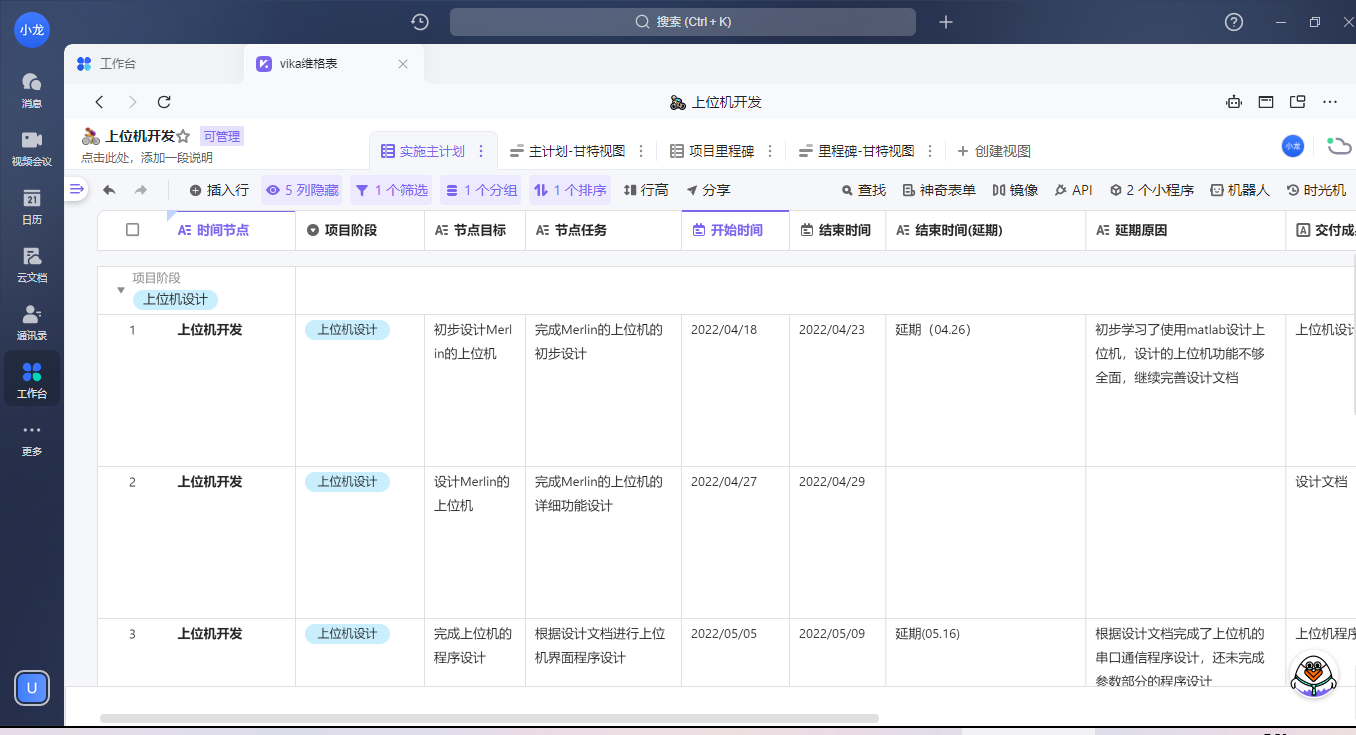 小龙
搜索 (Ctrl + K)
消息
视频会议
21
日历
云文档
通讯录
工作台
更多
U
工作台
vika维格表
上位机开发
上位机开发
可管理
点击此处，添加一段说明
实施主计划
主计划-甘特视图
项目里程碑
里程碑-甘特视图
创建视图
小龙
插入行
5 列隐藏
1 个筛选
1 个分组
1 个排序
行高
分享
查找
神奇表单
镜像
API
2 个小程序
机器人
时光机
时间节点
项目阶段
节点目标
节点任务
开始时间
结束时间
结束时间(延期)
延期原因
交付成
项目阶段
上位机设计
1
上位机开发
上位机设计
初步设计Merl
in的上位机
完成Merlin的上位机的
初步设计
2022/04/18
2022/04/23
延期（04.26）
初步学习了使用matlab设计上
位机，设计的上位机功能不够
全面，继续完善设计文档
上位机设计
2
上位机开发
上位机设计
设计Merlin的
上位机
完成Merlin的上位机的
详细功能设计
2022/04/27
2022/04/29
设计文档
3
上位机开发
上位机设计
完成上位机的
程序设计
根据设计文档进行上位
机界面程序设计
2022/05/05
2022/05/09
延期(05.16)
根据设计文档完成了上位机的
串口通信程序设计，还未完成
参数部分的程序设计
上位机程序